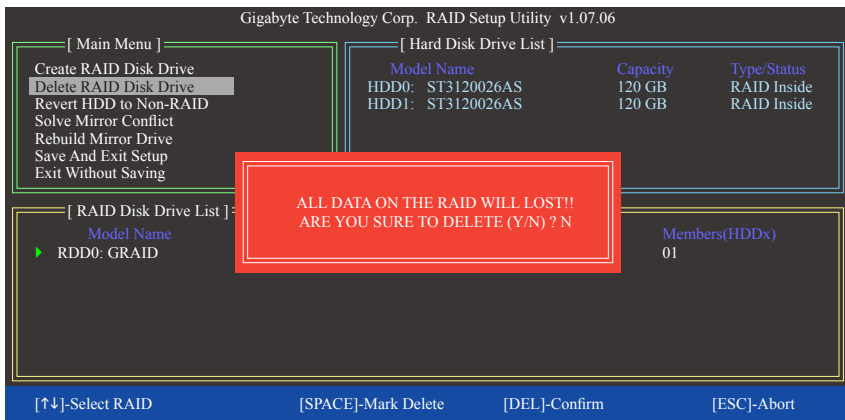 Gigabyte Technology Corp. RAID Setup Utility v1.07.06
[ Main Menu ]
Create RAID Disk Drive
Delete RAID Disk Drive
Revert HDD to Non-RAID
Solve Mirror Conflict
Rebuild Mirror Drive
Save And Exit Setup
Exit Without Saving
[ Hard Disk Drive List ]
Model Name Capacity Type/Status
HDD0: ST3120026AS 120 GB RAID Inside
HDD1: ST3120026AS 120 GB RAID Inside
ALL DATA ON THE RAID WILL LOST!!
ARE YOU SURE TO DELETE (Y/N) ? N
[ RAID Disk Drive List ]
Model Name Members(HDDx)
RDD0: GRAID 01
[↑↓]-Select RAID [SPACE]-Mark Delete [DEL]-Confirm [ESC]-Abort